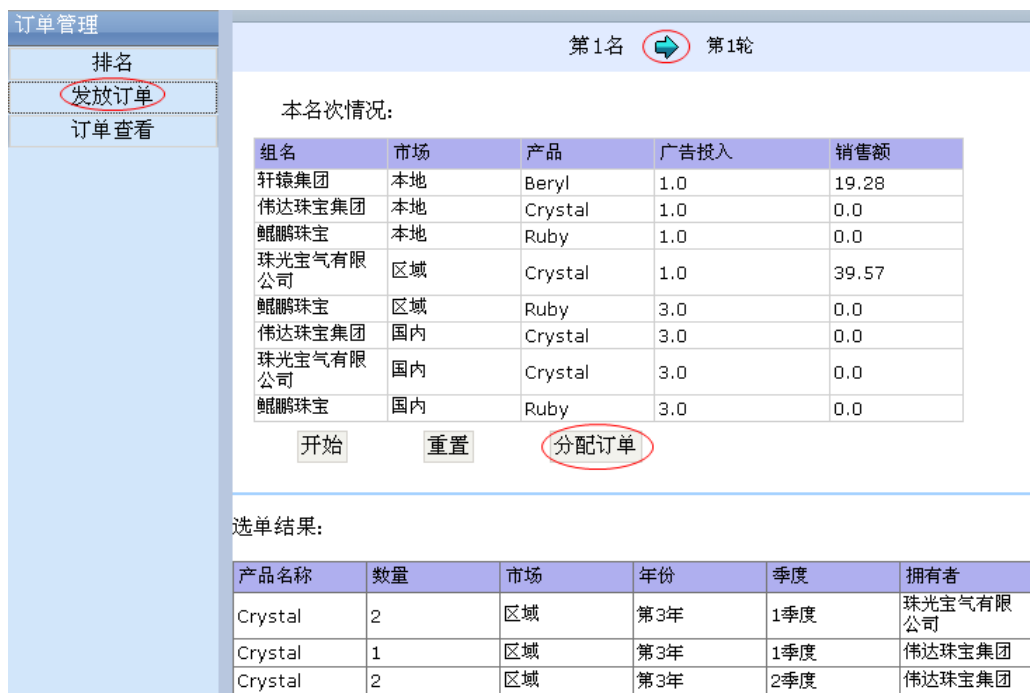 订单管理
排名
发放订单
订单查看
第1名 第1轮
本名次情况:
组名 市场 产品 广告投入 销售额
轩辕集团 本地 Beryl 1.0 19.28
伟达珠宝集团 本地 Crystal 1.0 0.0
鲲鹏珠宝 本地 Ruby 1.0 0.0
珠光宝气有限
公司 区域 Crystal 1.0 39.57
鲲鹏珠宝 区域 Ruby 3.0 0.0
伟达珠宝集团 国内 Crystal 3.0 0.0
珠光宝气有限
公司 国内 Crystal 3.0 0.0
鲲鹏珠宝 国内 Ruby 3.0 0.0
开始 重置 分配订单
选单结果:
产品名称 数量 市场 年份 季度 拥有者
Crystal 2 区域 第3年 1季度 珠光宝气有限
公司
Crystal 1 区域 第3年 1季度 伟达珠宝集团
Crystal 2 区域 第3年 2季度 伟达珠宝集团